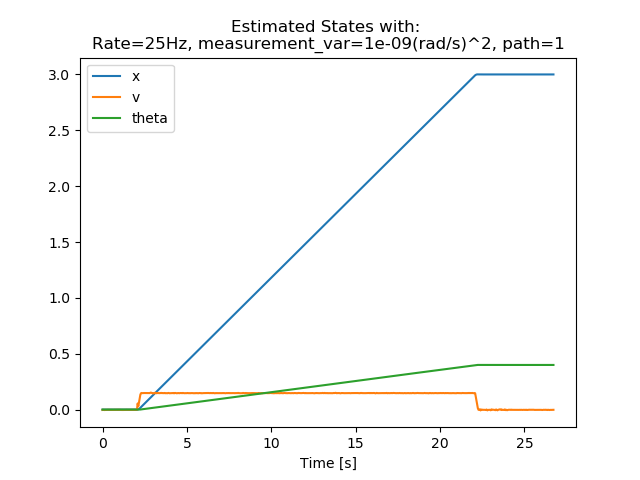 Estimated States with:
Rate=25Hz, measurement_var=1e-09(rad/s)^2, path=1
x
v
theta
3.0
2.5
2.0
1.5
1.0
0.5
0.0
0 5 10 15 20 25
Time [s]